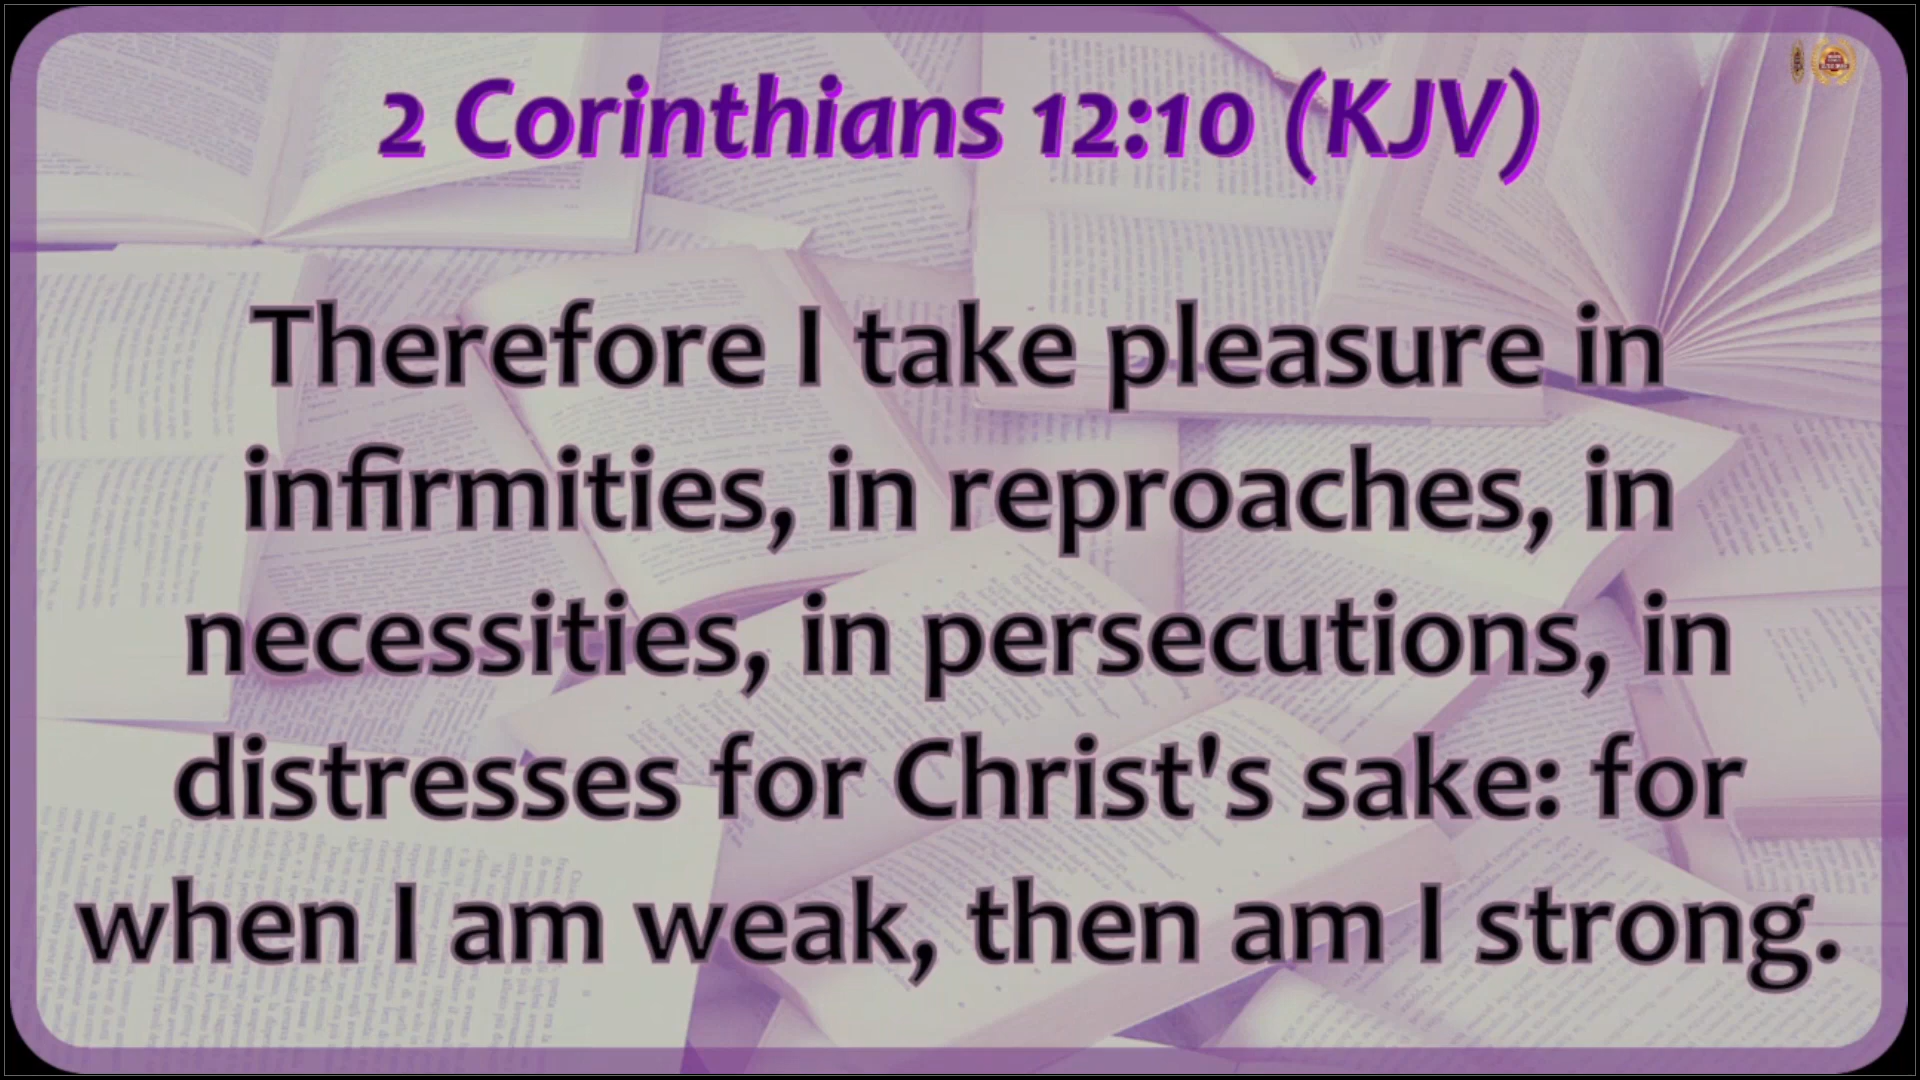 2 Corinthians 12:10 (KJV)
Therefore I take pleasure in
infirmities, in reproaches, in
necessities, in persecutions, in
distresses for Christ's sake: for
when I am weak, then am I strong.